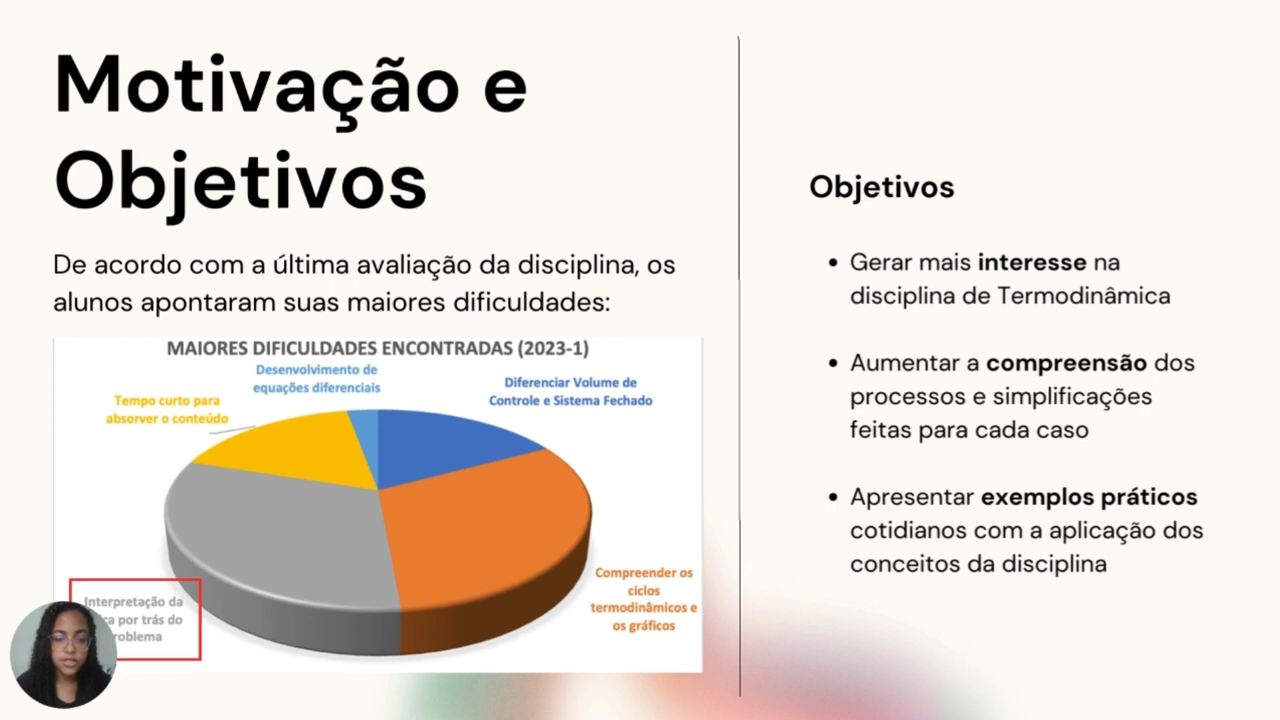 Motivação e
Objetivos
De acordo com a última avaliação da disciplina, os
alunos apontaram suas maiores dificuldades:
MAIORES DIFICULDADES ENCONTRADAS (2023-1)
Desenvolvimento de
equações diferenciais
Diferenciar Volume de
Controle e Sistema Fechado
Tempo curto para
absorver o conteúdo
Compreender os
ciclos
termodinâmicos e
os gráficos
Interpretação da
por trás do
Objetivos
• Gerar mais interesse na
disciplina de Termodinâmica
• Aumentar a compreensão dos
processos e simplificações
feitas para cada caso
• Apresentar exemplos práticos
cotidianos com a aplicação dos
conceitos da disciplina